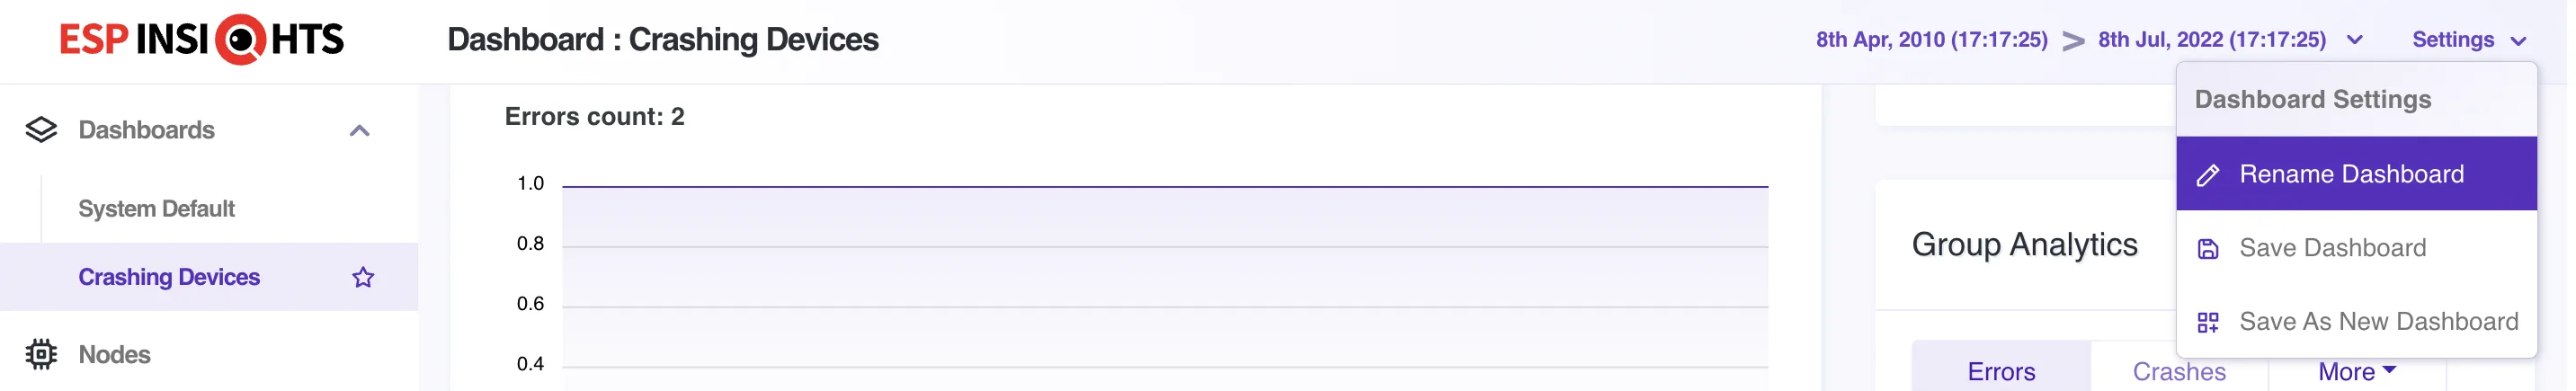 ESP INSIGHTS
Dashboard : Crashing Devices
8th Apr, 2010 (17:17:25) > 8th Jul, 2022 (17:17:25)
Settings
Dashboards
System Default
Crashing Devices
Nodes
Errors count: 2
1.0
0.8
0.6
0.4
Group Analytics
Errors
Crashes
More
Dashboard Settings
Rename Dashboard
Save Dashboard
Save As New Dashboard